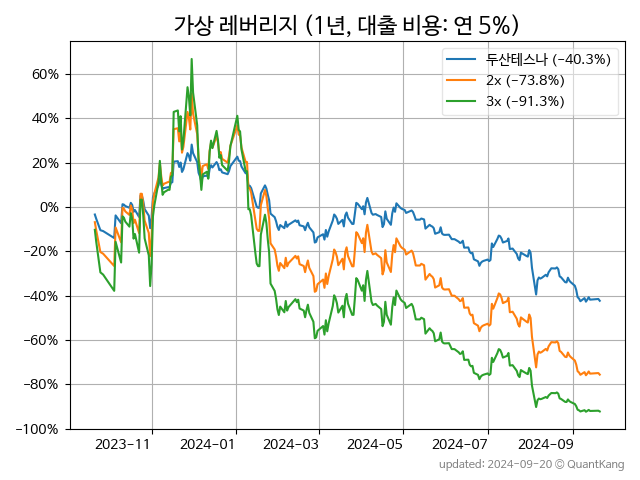 가상 레버리지 (1년, 대출 비용: 연 5%)
두산테스나 (-40.3%)
2x (-73.8%)
3x (-91.3%)
60%
40%
20%
0%
-20%
-40%
-60%
-80%
-100%
2023-11 2024-01 2024-03 2024-05 2024-07 2024-09
updated: 2024-09-20 @ QuantKang